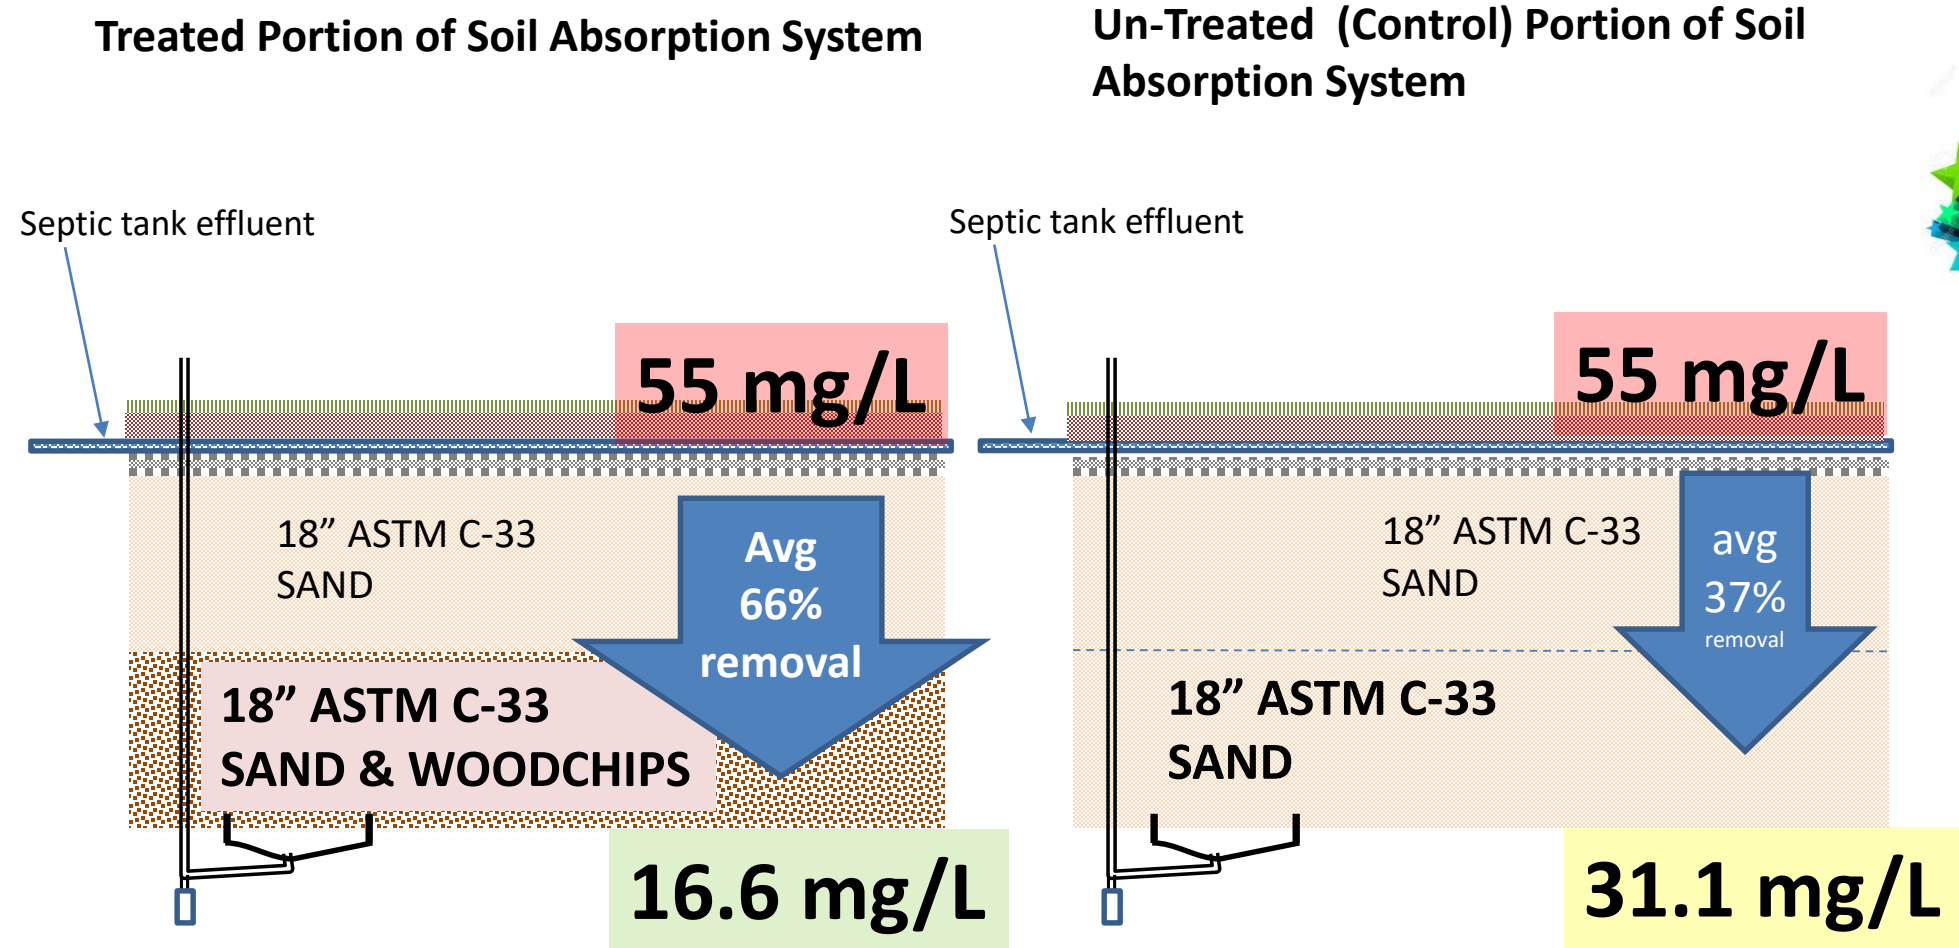 Treated Portion of Soil Absorption System
Un-Treated (Control) Portion of Soil
Absorption System
Septic tank effluent
Septic tank effluent
55 mg/L
55 mg/L
18” ASTM C-33
SAND
Avg
66%
removal
18” ASTM C-33
SAND
avg
37%
removal
18” ASTM C-33
SAND & WOODCHIPS
18” ASTM C-33
SAND
16.6 mg/L
31.1 mg/L